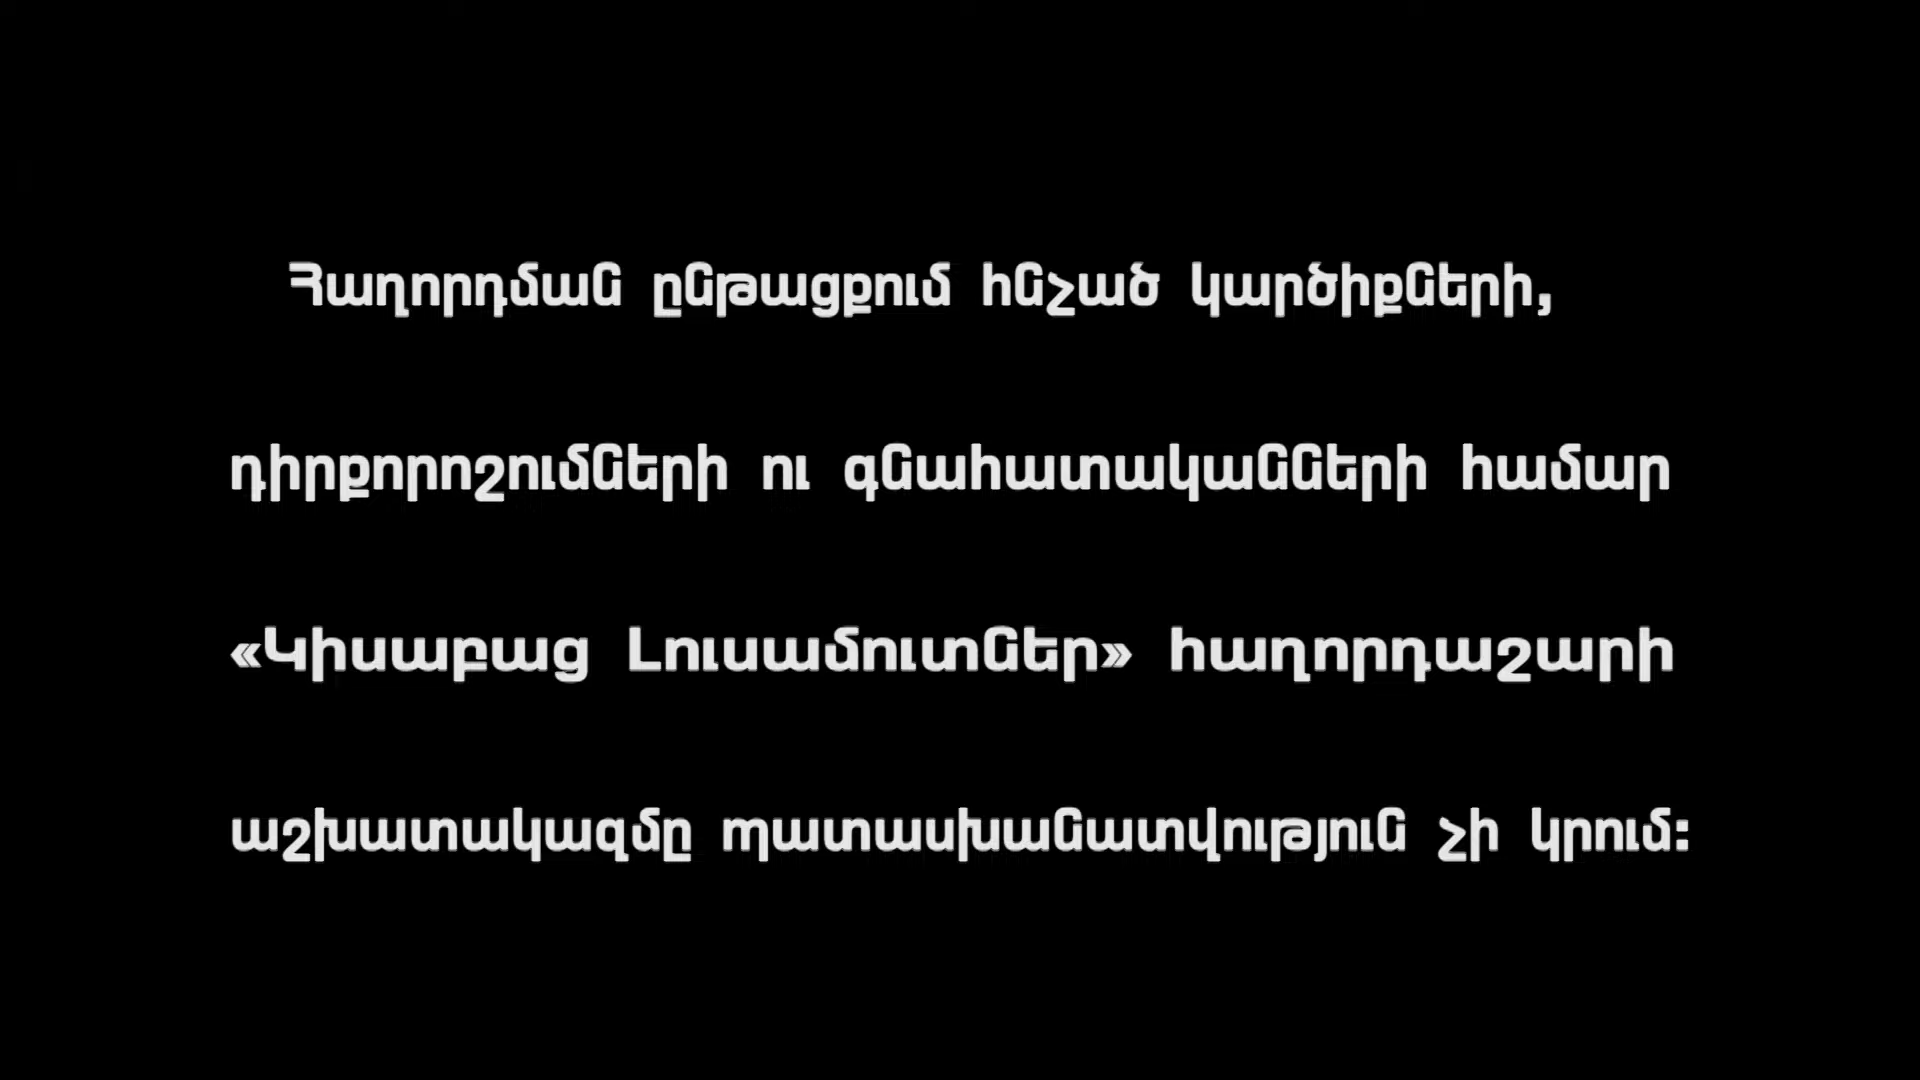 Հաղորդման ընթացքում հնչած կարծիքների,
դիրքորոշումների ու գնահատականների համար
«Կիսաբաց Լուսամուտներ» հաղորդաշարի
աշխատակազմը պատասխանատվություն չի կրում: